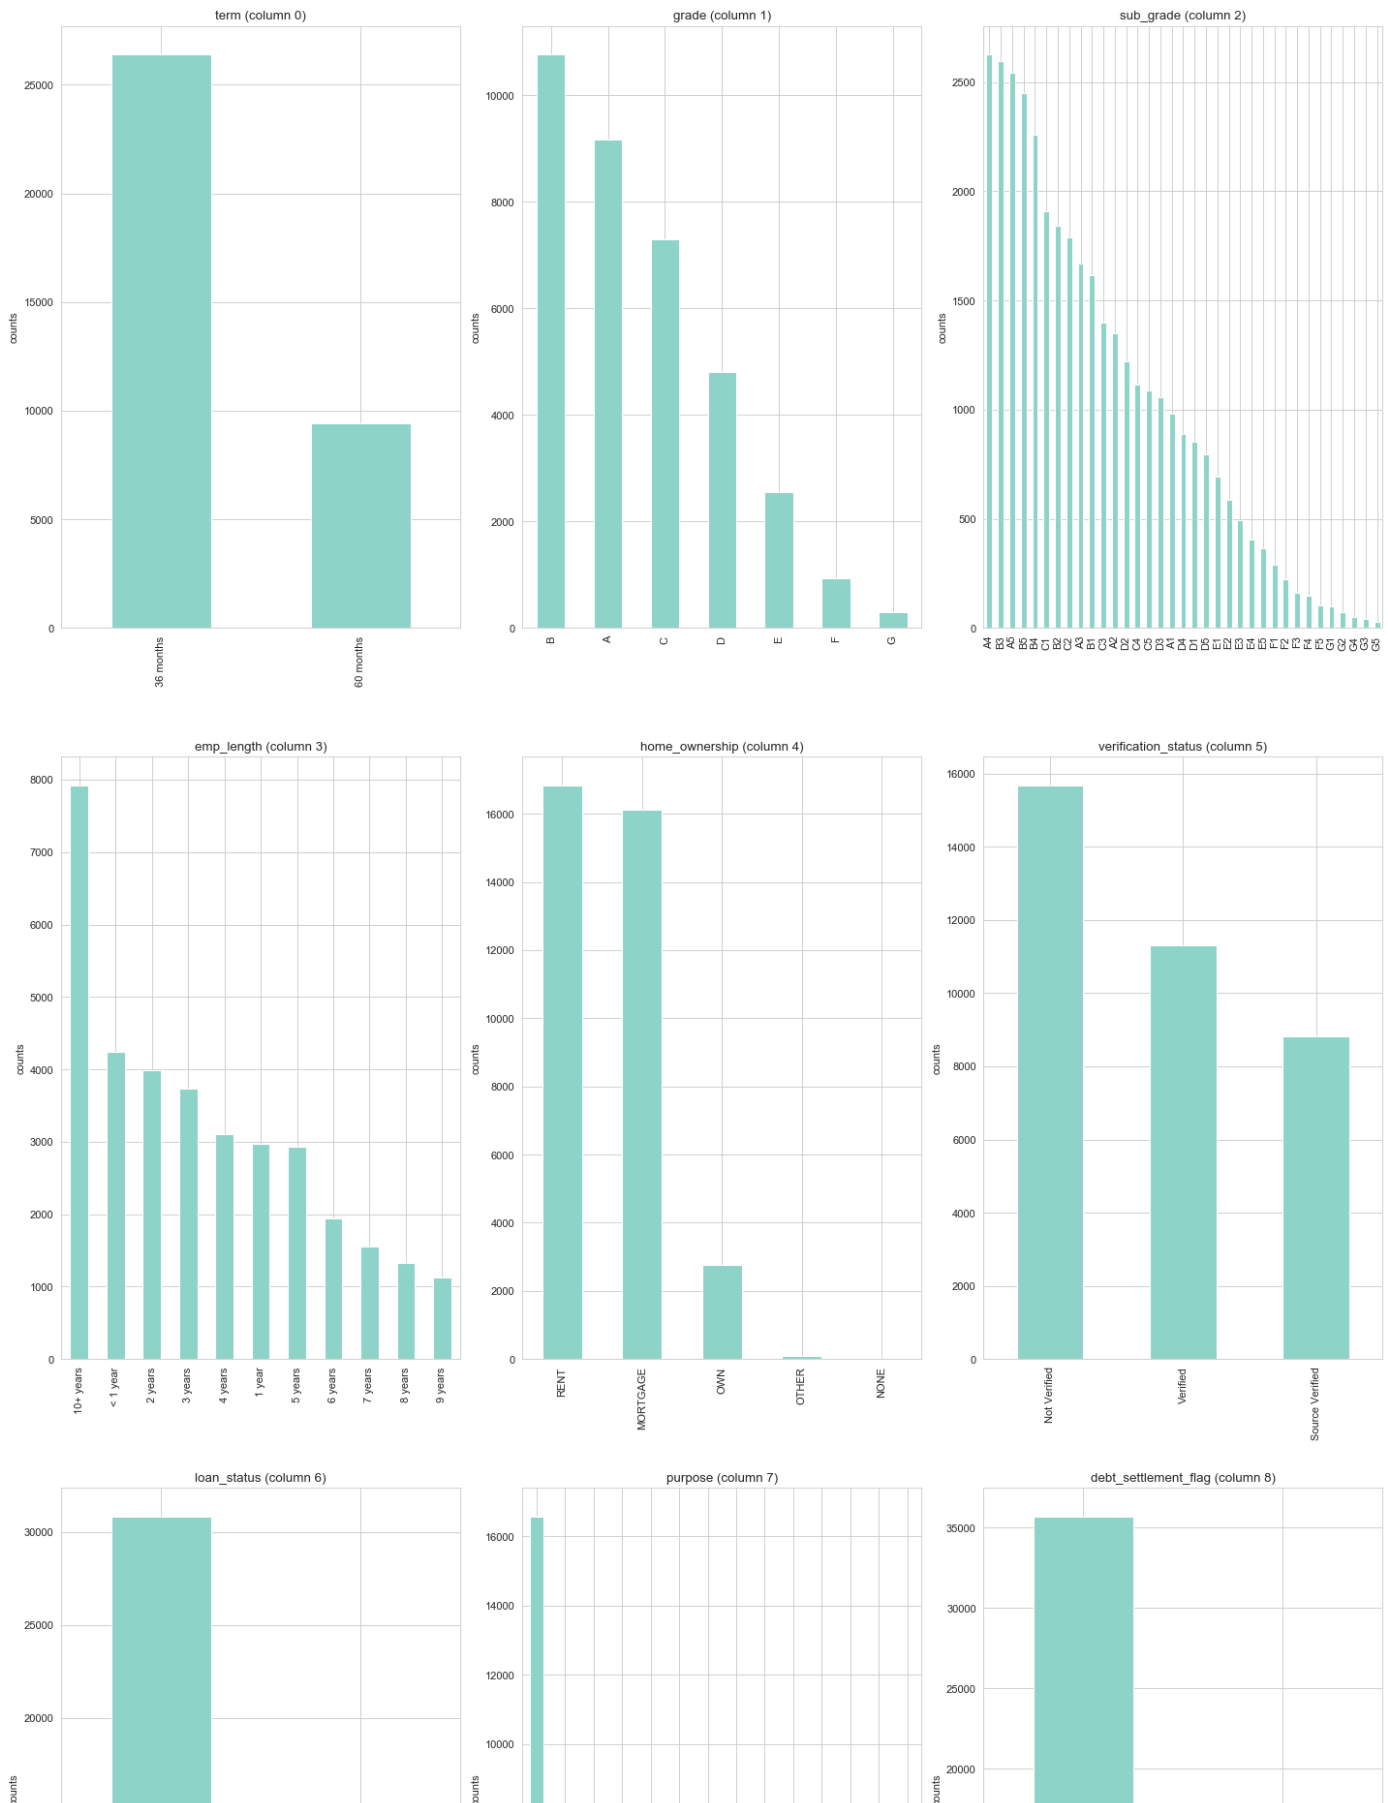 term (column 0)
25000
20000
15000
10000
5000
0
counts
36 months
60 months
grade (column 1)
10000
8000
6000
4000
2000
0
counts
B
A
C
D
E
F
G
sub_grade (column 2)
2500
2000
1500
1000
500
0
counts
A4
B3
A5
B5
B4
C1
B2
C2
A3
B1
C3
A2
D2
C4
C5
D3
A1
D4
D1
D5
E1
E2
E3
E4
E5
F1
F2
F3
F4
F5
G1
G2
G4
G3
G5
emp_length (column 3)
8000
7000
6000
5000
4000
3000
2000
1000
0
counts
10+ years
< 1 year
2 years
3 years
4 years
1 year
5 years
6 years
7 years
8 years
9 years
home_ownership (column 4)
16000
14000
12000
10000
8000
6000
4000
2000
0
counts
RENT
MORTGAGE
OWN
OTHER
NONE
verification_status (column 5)
16000
14000
12000
10000
8000
6000
4000
2000
0
counts
Not Verified
Verified
Source Verified
loan_status (column 6)
30000
25000
20000
counts
purpose (column 7)
16000
14000
12000
10000
counts
debt_settlement_flag (column 8)
35000
30000
25000
20000
counts